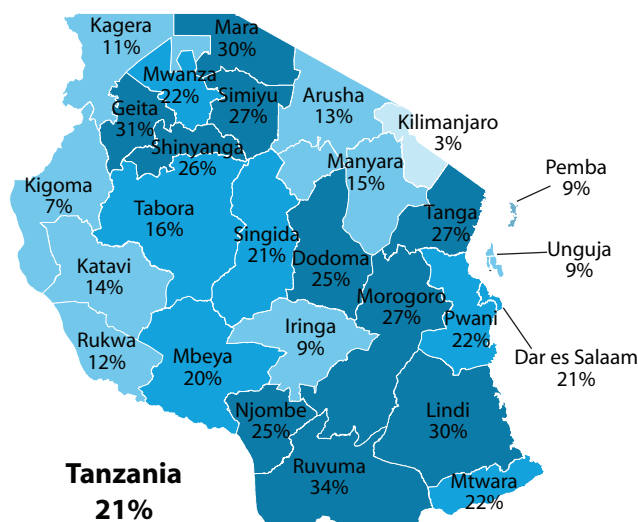 Kagera
11%
Mara
30%
Mwanza
22%
Simiyu
27%
Geita
31%
Shinyanga
26%
Arusha
13%
Kilimanjaro
3%
Manyara
15%
Pemba
9%
Kigoma
7%
Tabora
16%
Singida
21%
Tanga
27%
Unguja
9%
Dodoma
25%
Katavi
14%
Morogoro
27%
Pwani
22%
Rukwa
12%
Mbeya
20%
Iringa
9%
Dar es Salaam
21%
Njombe
25%
Lindi
30%
Ruvuma
34%
Mtwara
22%
Tanzania
21%